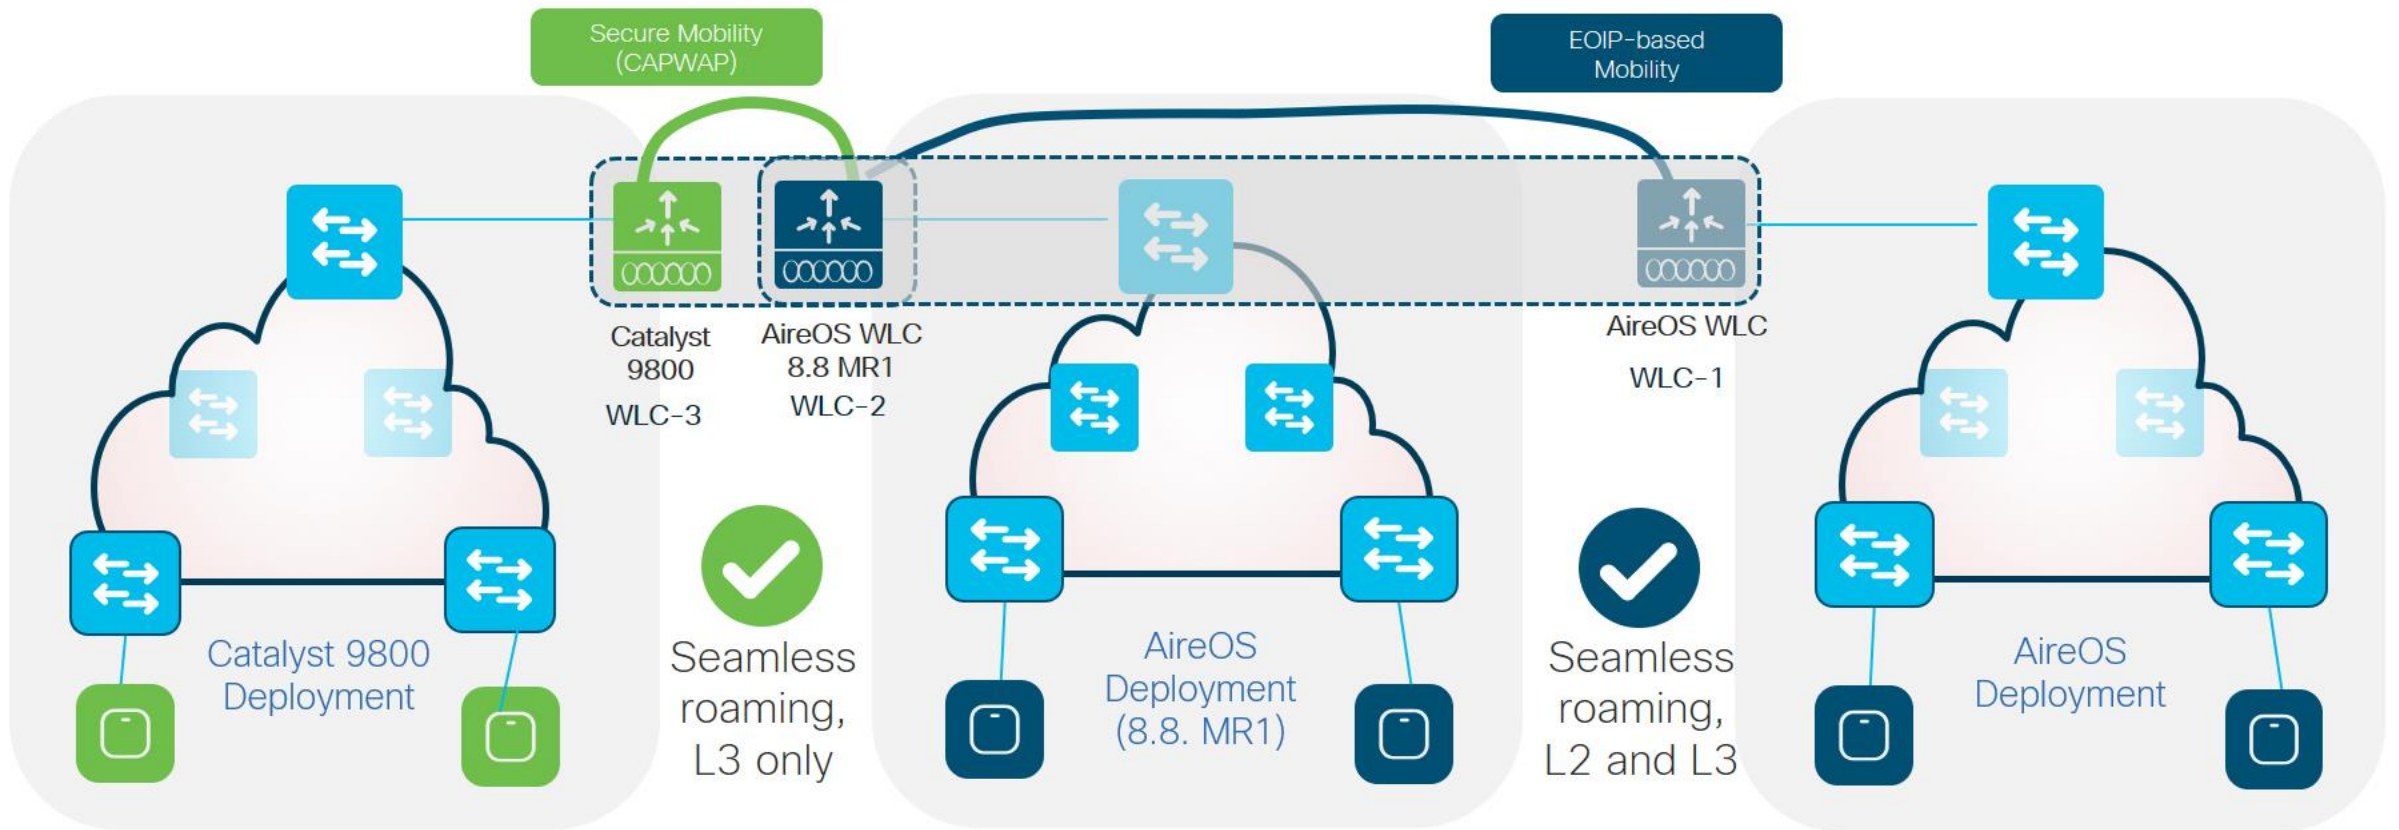 Secure Mobility
(CAPWAP)
EOIP-based
Mobility
Catalyst
9800
WLC-3
AireOS WLC
8.8 MR1
WLC-2
AireOS WLC
WLC-1
Catalyst 9800
Deployment
Seamless
roaming,
L3 only
AireOS
Deployment
(8.8. MR1)
Seamless
roaming,
L2 and L3
AireOS
Deployment